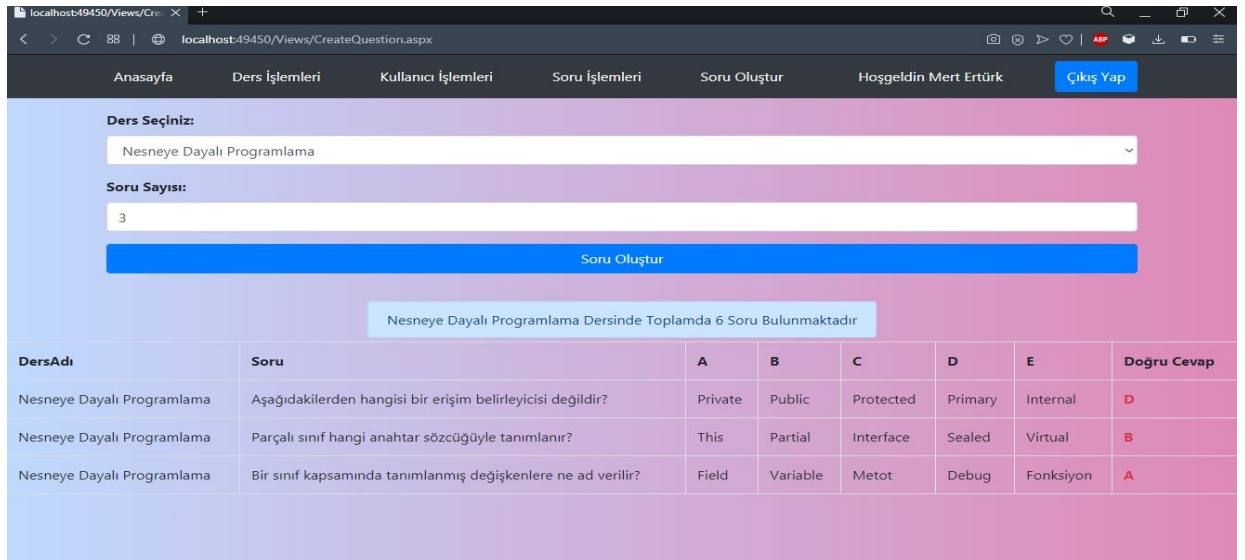 localhost:49450/Views/Cre
localhost:49450/Views/CreateQuestion.aspx
ABP
Anasayfa Ders İşlemleri Kullanıcı İşlemleri Soru İşlemleri Soru Oluştur Hoşgeldin Mert Ertürk Çıkış Yap
Ders Seçiniz:
Nesneye Dayalı Programlama
Soru Sayısı:
3
Soru Oluştur
Nesneye Dayalı Programlama Dersinde Toplamda 6 Soru Bulunmaktadır
DersAdı Soru A B C D E Doğru Cevap
Nesneye Dayalı Programlama Aşağıdakilerden hangisi bir erişim belirleyicisi değildir? Private Public Protected Primary Internal D
Nesneye Dayalı Programlama Parçalı sınıf hangi anahtar sözcüğüyle tanımlanır? This Partial Interface Sealed Virtual B
Nesneye Dayalı Programlama Bir sınıf kapsamında tanımlanmış değişkenlere ne ad verilir? Field Variable Metot Debug Fonksiyon A